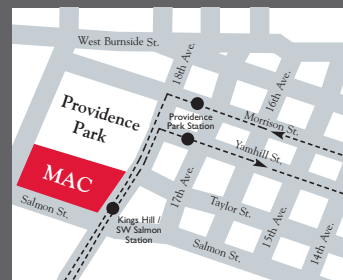 West Burnside St.
18th Ave.
16th Ave.
Providence
Park
Providence
Park Station
Morrison St.
Yamhill St.
MAC
17th Ave.
Taylor St.
Salmon St.
Kings Hill /
SW Salmon
Station
15th Ave.
14th Ave.
Salmon St.